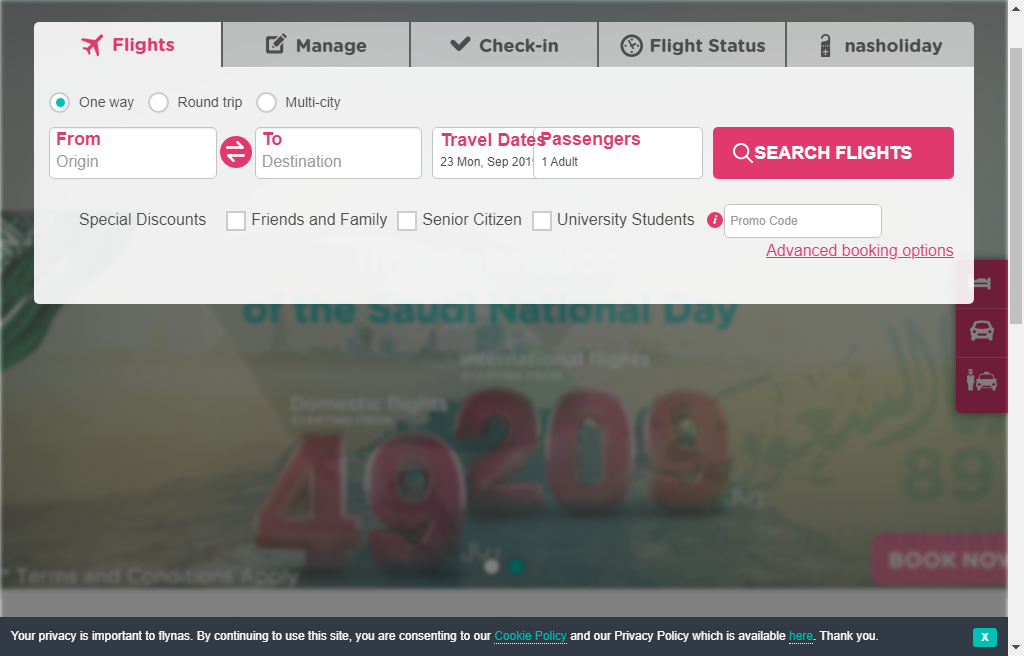 Flights
Manage
Check-in
Flight Status
nasholiday
One way
Round trip
Multi-city
From
Origin
To
Destination
Travel Dates
23 Mon, Sep 201
Passengers
1 Adult
SEARCH FLIGHTS
Special Discounts
Friends and Family
Senior Citizen
University Students
i
Promo Code
Advanced booking options
of the Saudi National Day
International flights
STARTING FROM
Domestic flights
STARTING FROM
209
49
89
BOOK NOW
* Terms and Conditions Apply
Your privacy is important to flynas. By continuing to use this site, you are consenting to our Cookie Policy and our Privacy Policy which is available here. Thank you.
X